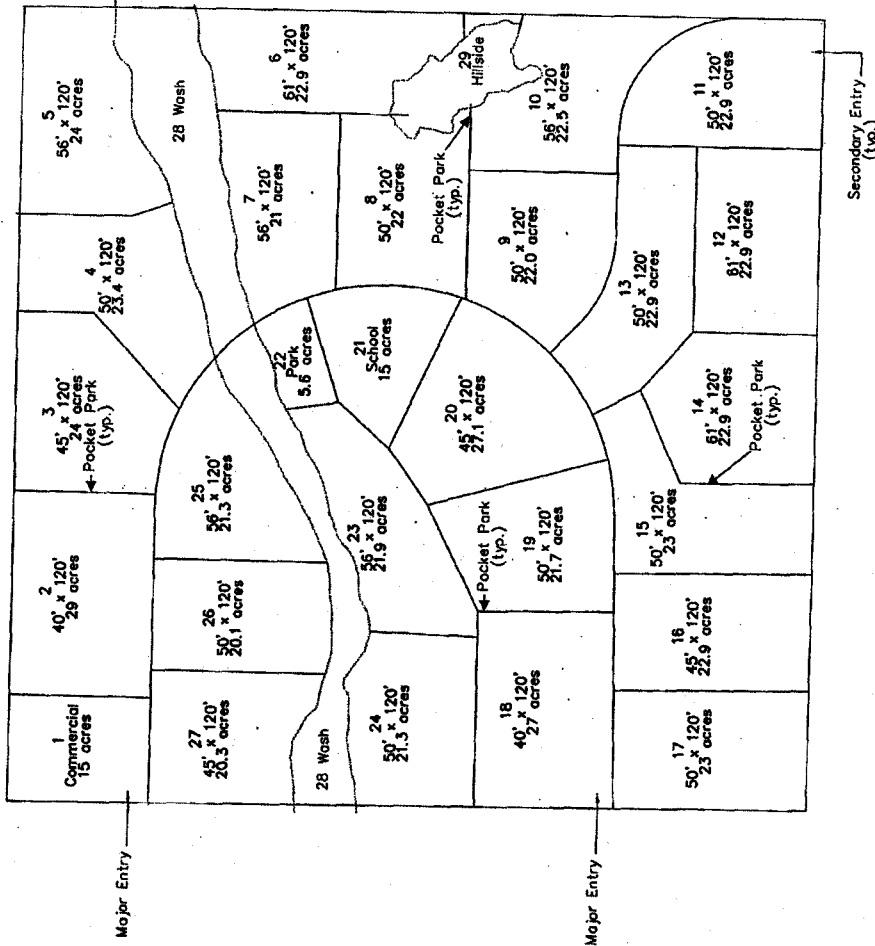 1
Commercial
15 acres
2
40' x 120'
29 acres
3
45' x 120'
24 acres
Pocket Park
(typ.)
4
50' x 120'
23.4 acres
5
56' x 120'
24 acres
28 Wash
6
61' x 120'
22.9 acres
7
56' x 120'
21 acres
8
50' x 120'
22 acres
29
Hillside
Pocket Park
(typ.)
9
50' x 120'
22.0 acres
10
56' x 120'
22.5 acres
11
50' x 120'
22.9 acres
12
61' x 120'
22.9 acres
13
50' x 120'
22.9 acres
14
61' x 120'
22.9 acres
Pocket Park
(typ.)
15
50' x 120'
23 acres
16
45' x 120'
22.9 acres
17
50' x 120'
23 acres
18
40' x 120'
27 acres
19
50' x 120'
21.7 acres
Pocket Park
(typ.)
20
45' x 120'
27.1 acres
21
School
15 acres
22
Park
5.6 acres
23
56' x 120'
21.9 acres
24
50' x 120'
21.3 acres
25
56' x 120'
21.3 acres
26
50' x 120'
20.1 acres
27
45' x 120'
20.3 acres
28 Wash
Major Entry
Major Entry
Secondary Entry
(typ.)